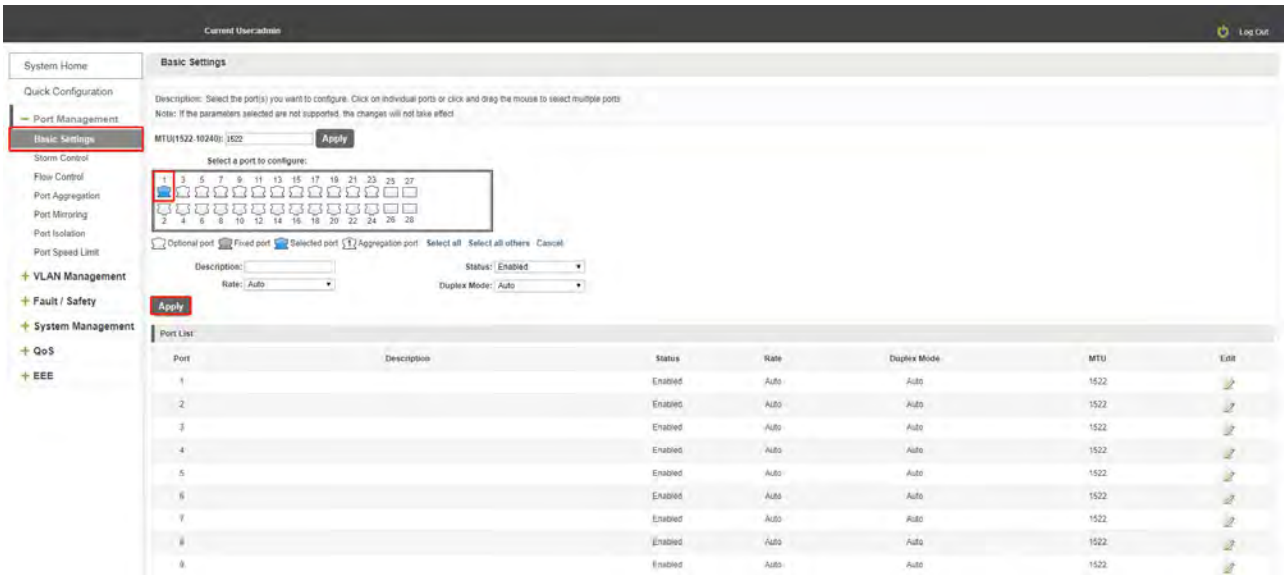 Current User:admin
Log Out
System Home
Quick Configuration
Port Management
Basic Settings
Storm Control
Flow Control
Port Aggregation
Port Mirroring
Port Isolation
Port Speed Limit
VLAN Management
Fault / Safety
System Management
QoS
EEE
Basic Settings
Description: Select the port(s) you want to configure. Click on individual ports or click and drag the mouse to select multiple ports
Note: If the parameters selected are not supported, the changes will not take effect
MTU(1522-10240): 1522 Apply
Select a port to configure:
1 3 5 7 9 11 13 15 17 19 21 23 25 27
2 4 6 8 10 12 14 16 18 20 22 24 26 28
Optional port Fixed port Selected port 1 Aggregation port Select all Select all others Cancel
Description: Status: Enabled
Rate: Auto Duplex Mode: Auto
Apply
Port List
Port Description Status Rate Duplex Mode MTU Edit
1 Enabled Auto Auto 1522
2 Enabled Auto Auto 1522
3 Enabled Auto Auto 1522
4 Enabled Auto Auto 1522
5 Enabled Auto Auto 1522
6 Enabled Auto Auto 1522
7 Enabled Auto Auto 1522
8 Enabled Auto Auto 1522
9 Enabled Auto Auto 1522